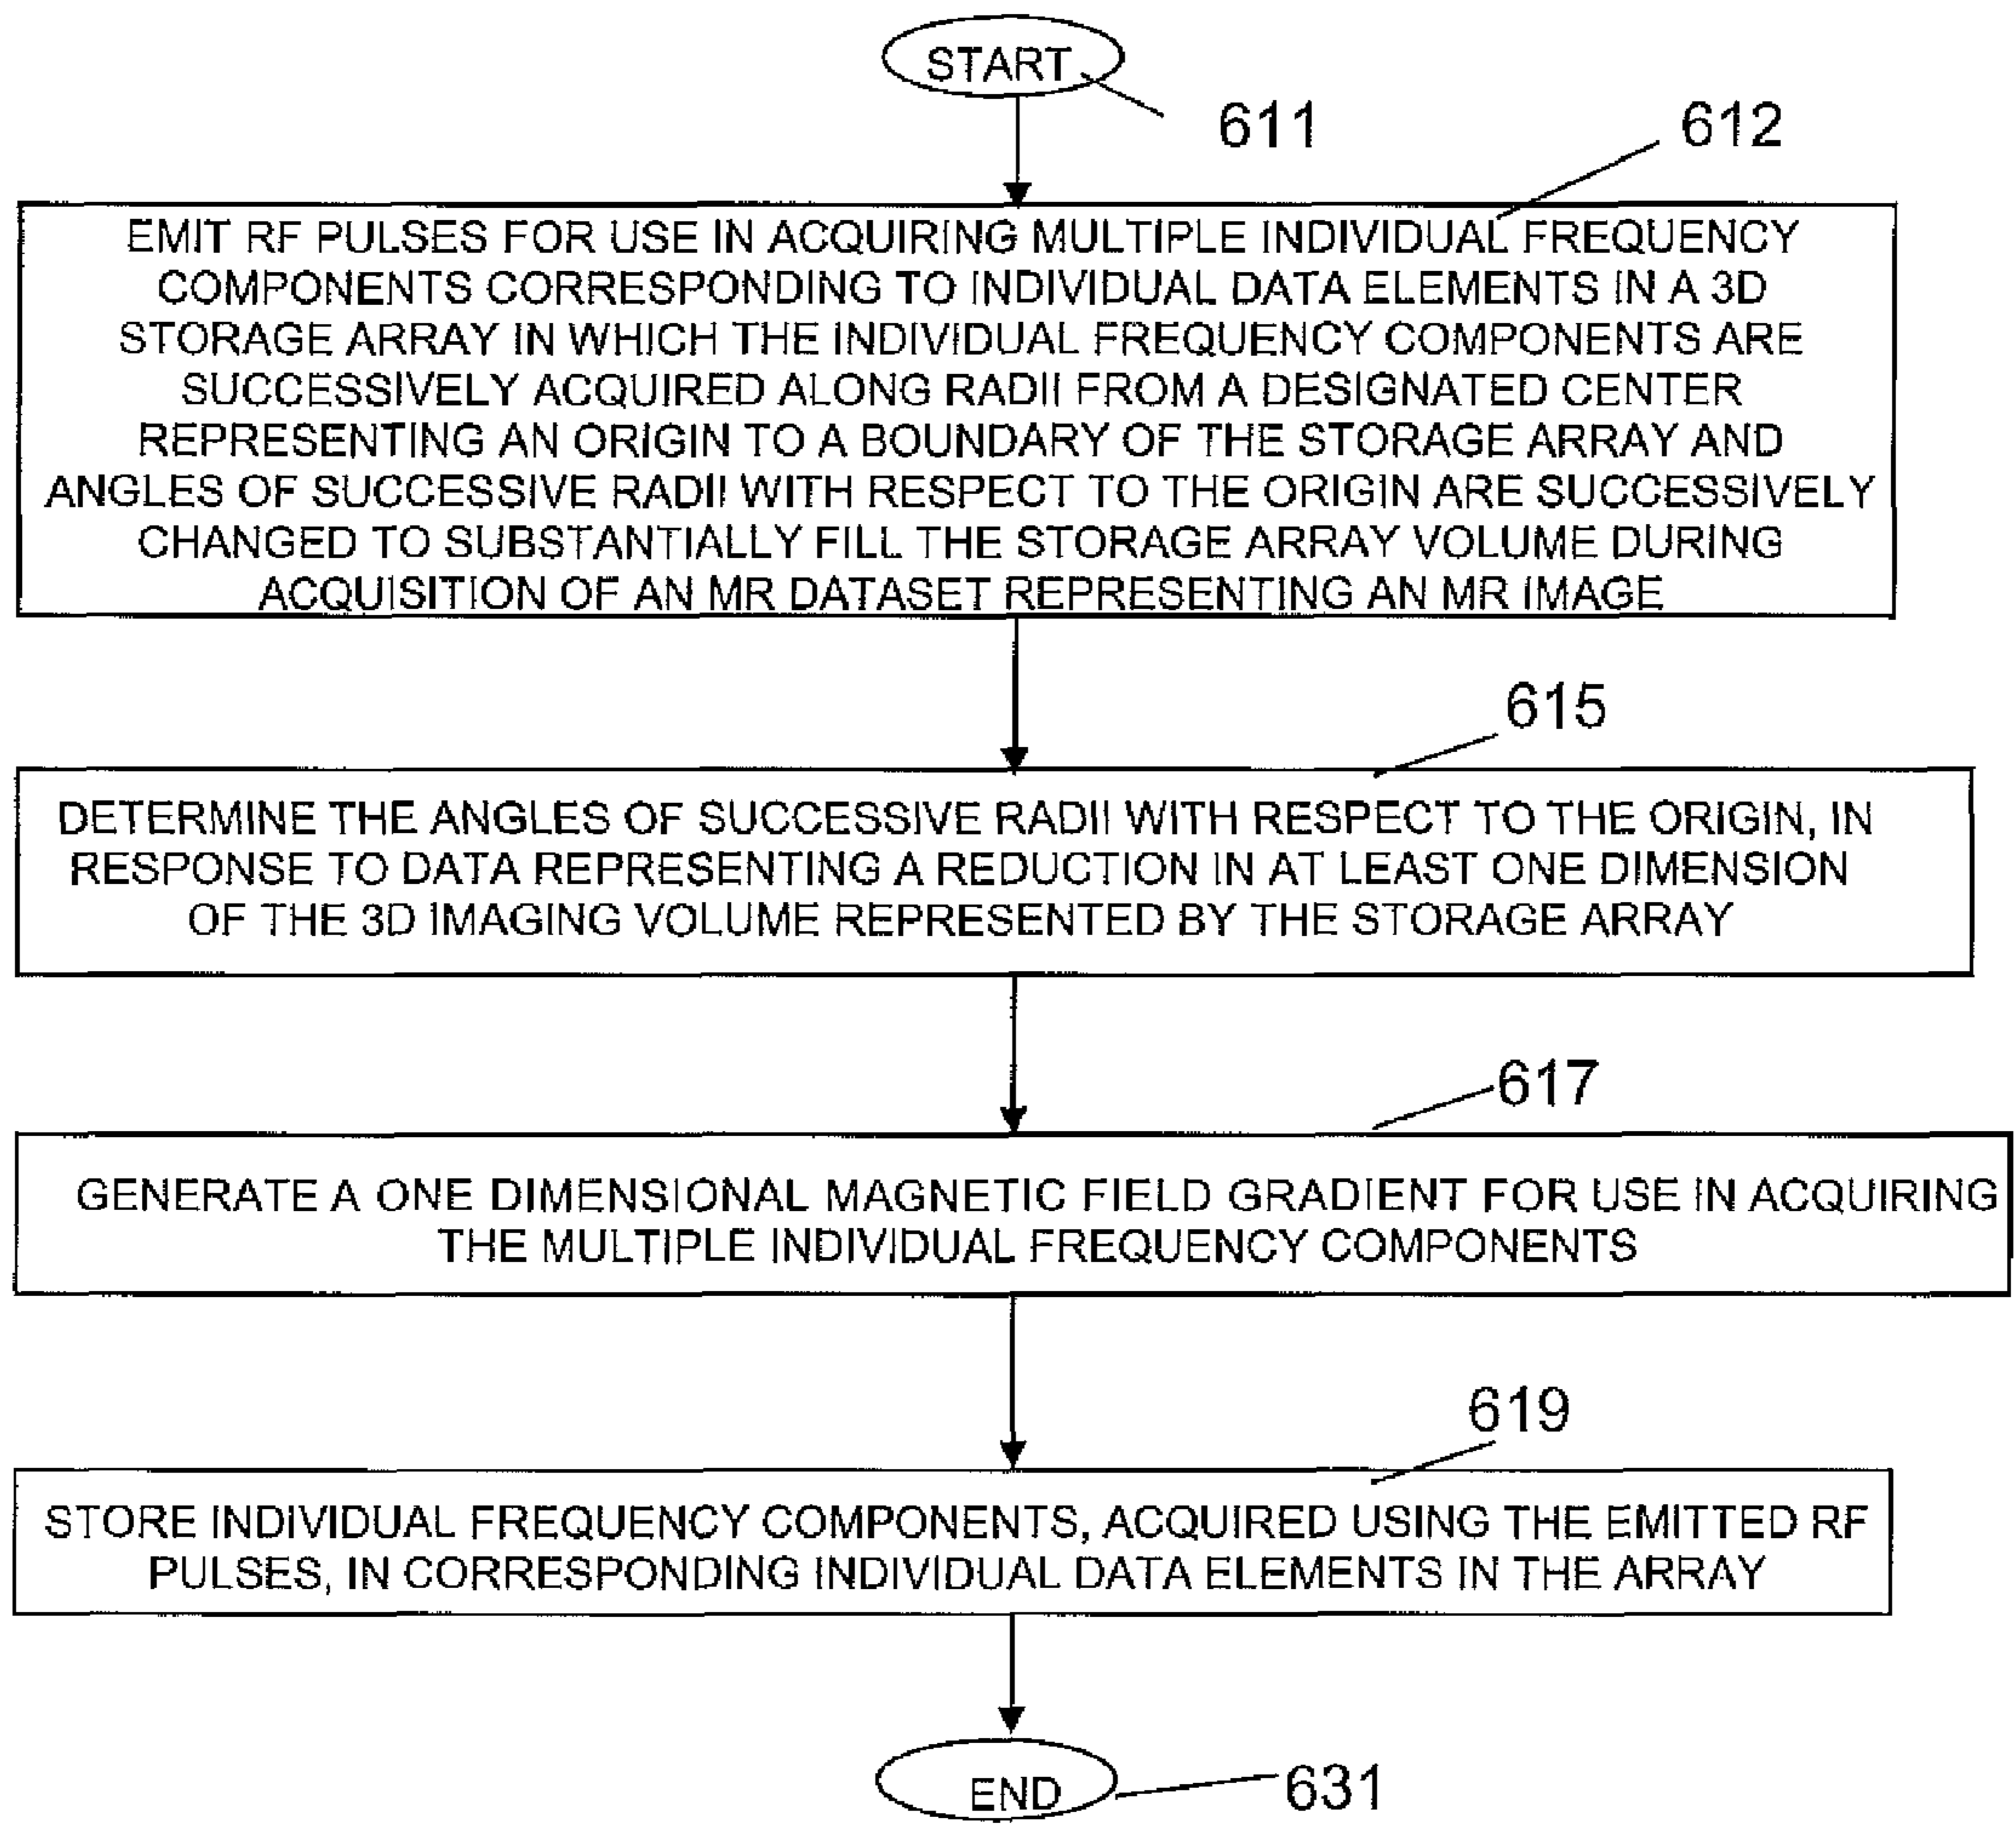 START
611
612
EMIT RF PULSES FOR USE IN ACQUIRING MULTIPLE INDIVIDUAL FREQUENCY
COMPONENTS CORRESPONDING TO INDIVIDUAL DATA ELEMENTS IN A 3D
STORAGE ARRAY IN WHICH THE INDIVIDUAL FREQUENCY COMPONENTS ARE
SUCCESSIVELY ACQUIRED ALONG RADII FROM A DESIGNATED CENTER
REPRESENTING AN ORIGIN TO A BOUNDARY OF THE STORAGE ARRAY AND
ANGLES OF SUCCESSIVE RADII WITH RESPECT TO THE ORIGIN ARE SUCCESSIVELY
CHANGED TO SUBSTANTIALLY FILL THE STORAGE ARRAY VOLUME DURING
ACQUISITION OF AN MR DATASET REPRESENTING AN MR IMAGE
615
DETERMINE THE ANGLES OF SUCCESSIVE RADII WITH RESPECT TO THE ORIGIN, IN
RESPONSE TO DATA REPRESENTING A REDUCTION IN AT LEAST ONE DIMENSION
OF THE 3D IMAGING VOLUME REPRESENTED BY THE STORAGE ARRAY
617
GENERATE A ONE DIMENSIONAL MAGNETIC FIELD GRADIENT FOR USE IN ACQUIRING
THE MULTIPLE INDIVIDUAL FREQUENCY COMPONENTS
619
STORE INDIVIDUAL FREQUENCY COMPONENTS, ACQUIRED USING THE EMITTED RF
PULSES, IN CORRESPONDING INDIVIDUAL DATA ELEMENTS IN THE ARRAY
END
631